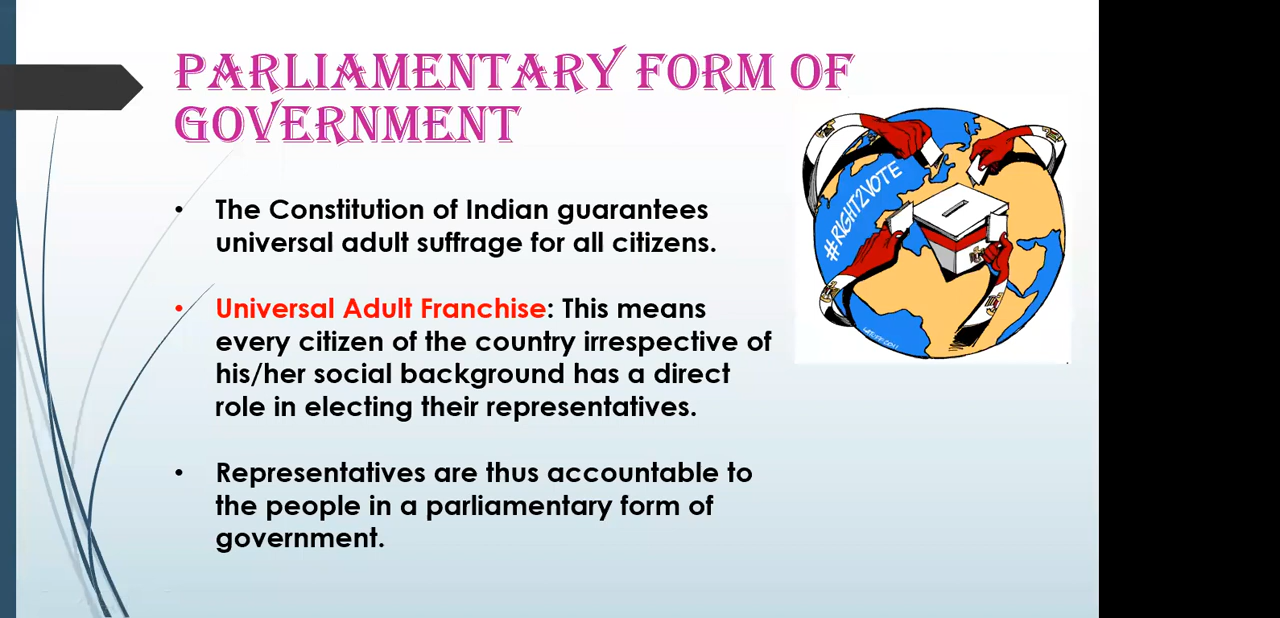 PARLIAMENTARY FORM OF
GOVERNMENT
• The Constitution of Indian guarantees
universal adult suffrage for all citizens.
• Universal Adult Franchise: This means
every citizen of the country irrespective of
his/her social background has a direct
role in electing their representatives.
• Representatives are thus accountable to
the people in a parliamentary form of
government.
#RIGHT2VOTE